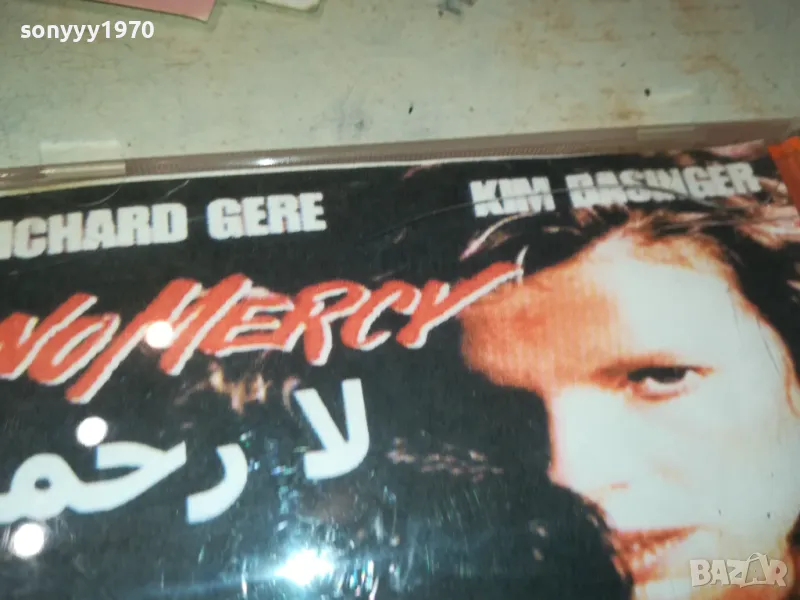 sonyyy1970
ICHARD GERE KIM BASINGER
NO MERCY
لا رحم
BAZAR